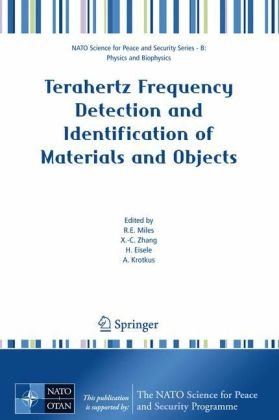 NATO Science for Peace and Security Series - B:
Physics and Biophysics
Terahertz Frequency
Detection and
Identification of
Materials and Objects
Edited by
R.E. Miles
X.-C. Zhang
H. Eisele
A. Krotkus
Springer
NATO
OTAN
This publication
is supported by:
The NATO Science for Peace
and Security Programme